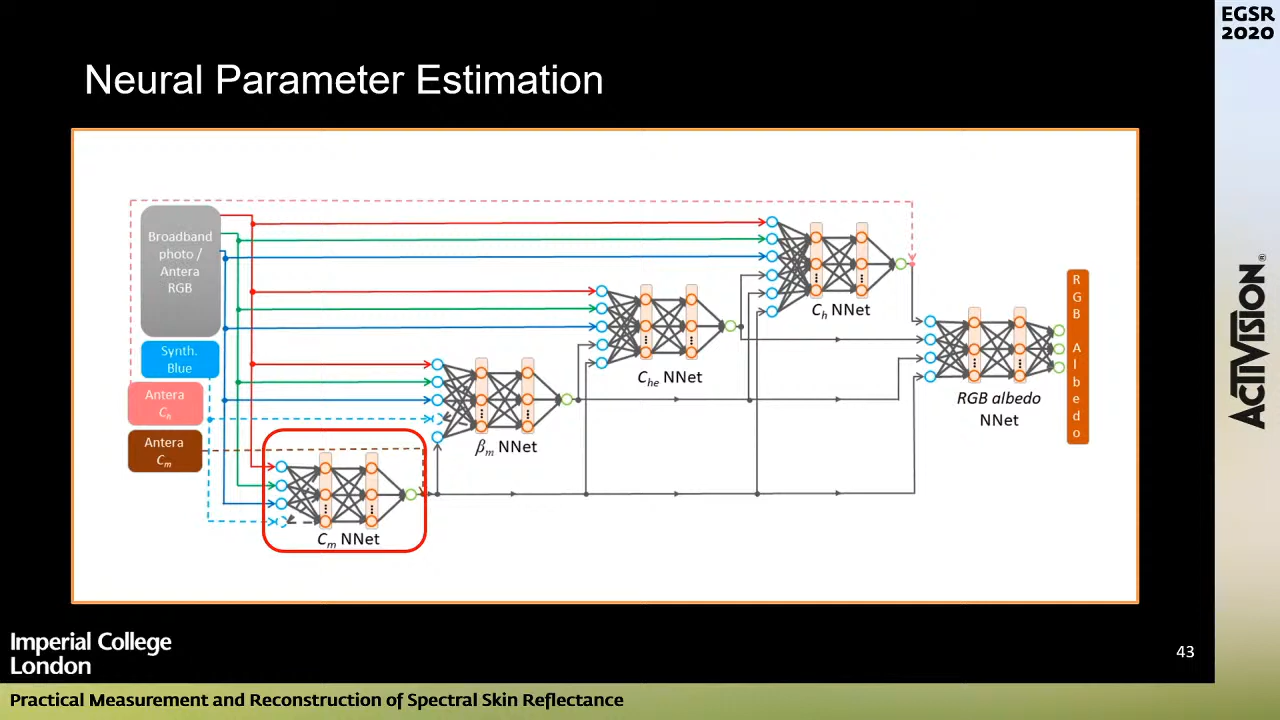 EGSR
2020
Neural Parameter Estimation
Broadband
photo /
Antera
RGB
Synth.
Blue
Antera
Ch
Antera
Cm
Cm NNet
βm NNet
Che NNet
Ch NNet
RGB albedo
NNet
RGB Albedo
ACTIVISION®
Imperial College
London
43
Practical Measurement and Reconstruction of Spectral Skin Reflectance